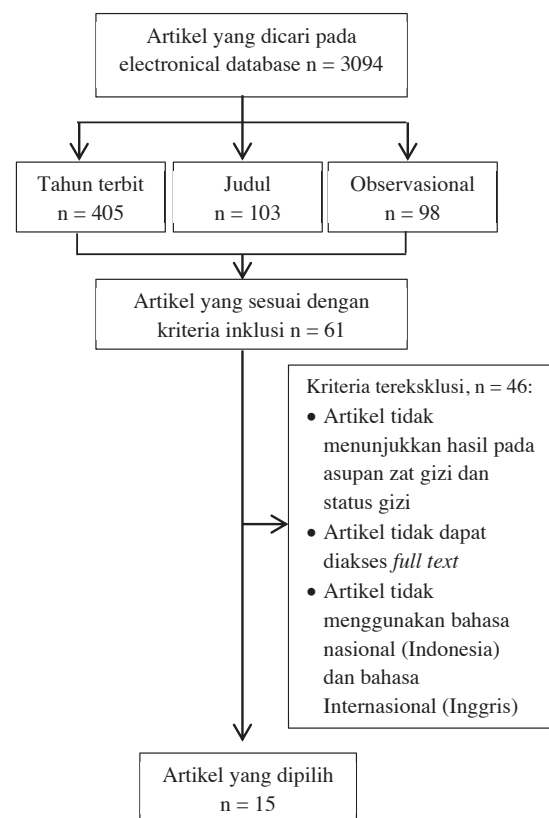 Artikel yang dicari pada
electronical database n = 3094
Tahun terbit
n = 405
Judul
n = 103
Observasional
n = 98
Artikel yang sesuai dengan
kriteria inklusi n = 61
Kriteria tereksklusi, n = 46:
• Artikel tidak
menunjukkan hasil pada
asupan zat gizi dan
status gizi
• Artikel tidak dapat
diakses full text
• Artikel tidak
menggunakan bahasa
nasional (Indonesia)
dan bahasa
Internasional (Inggris)
Artikel yang dipilih
n = 15